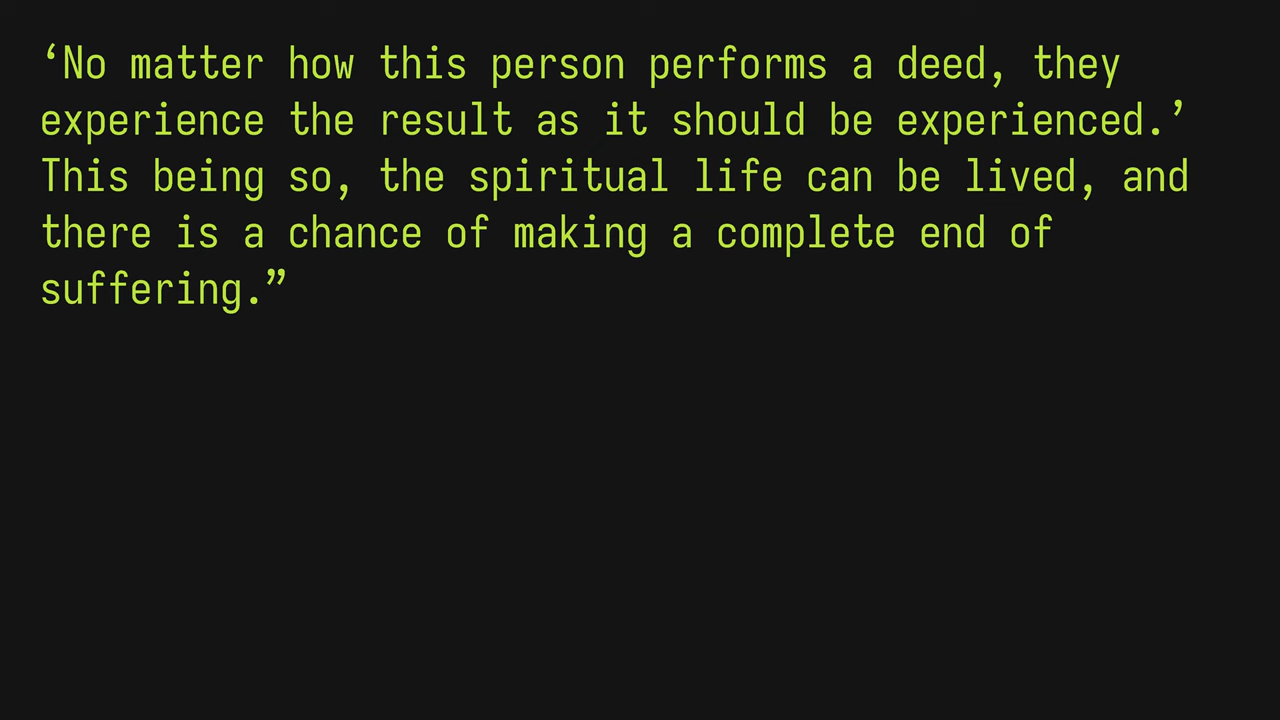 ‘No matter how this person performs a deed, they
experience the result as it should be experienced.’
This being so, the spiritual life can be lived, and
there is a chance of making a complete end of
suffering.”